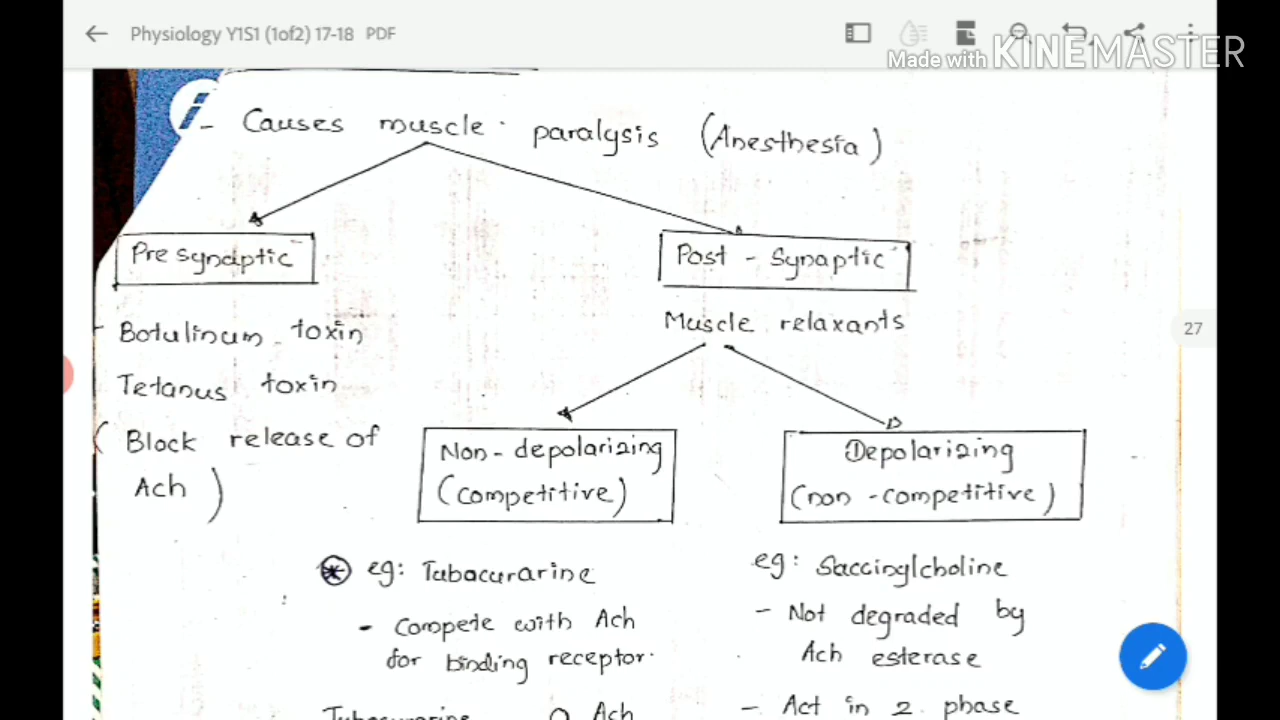 Physiology Y1S1 (1of2) 17-18 PDF
Made with KINEMASTER
- Causes muscle paralysis (Anesthesia)
Pre synaptic
Post - Synaptic
- Botulinum toxin
Tetanus toxin
(Block release of
Ach)
Muscle relaxants
27
Non-depolarizing
(competitive)
Depolarizing
(non-competitive)
eg: Tubocurarine
- Compete with Ach
for binding receptor.
Tubocurarine Ach
eg: Succinylcholine
- Not degraded by
Ach esterase
- Act in 2 phase